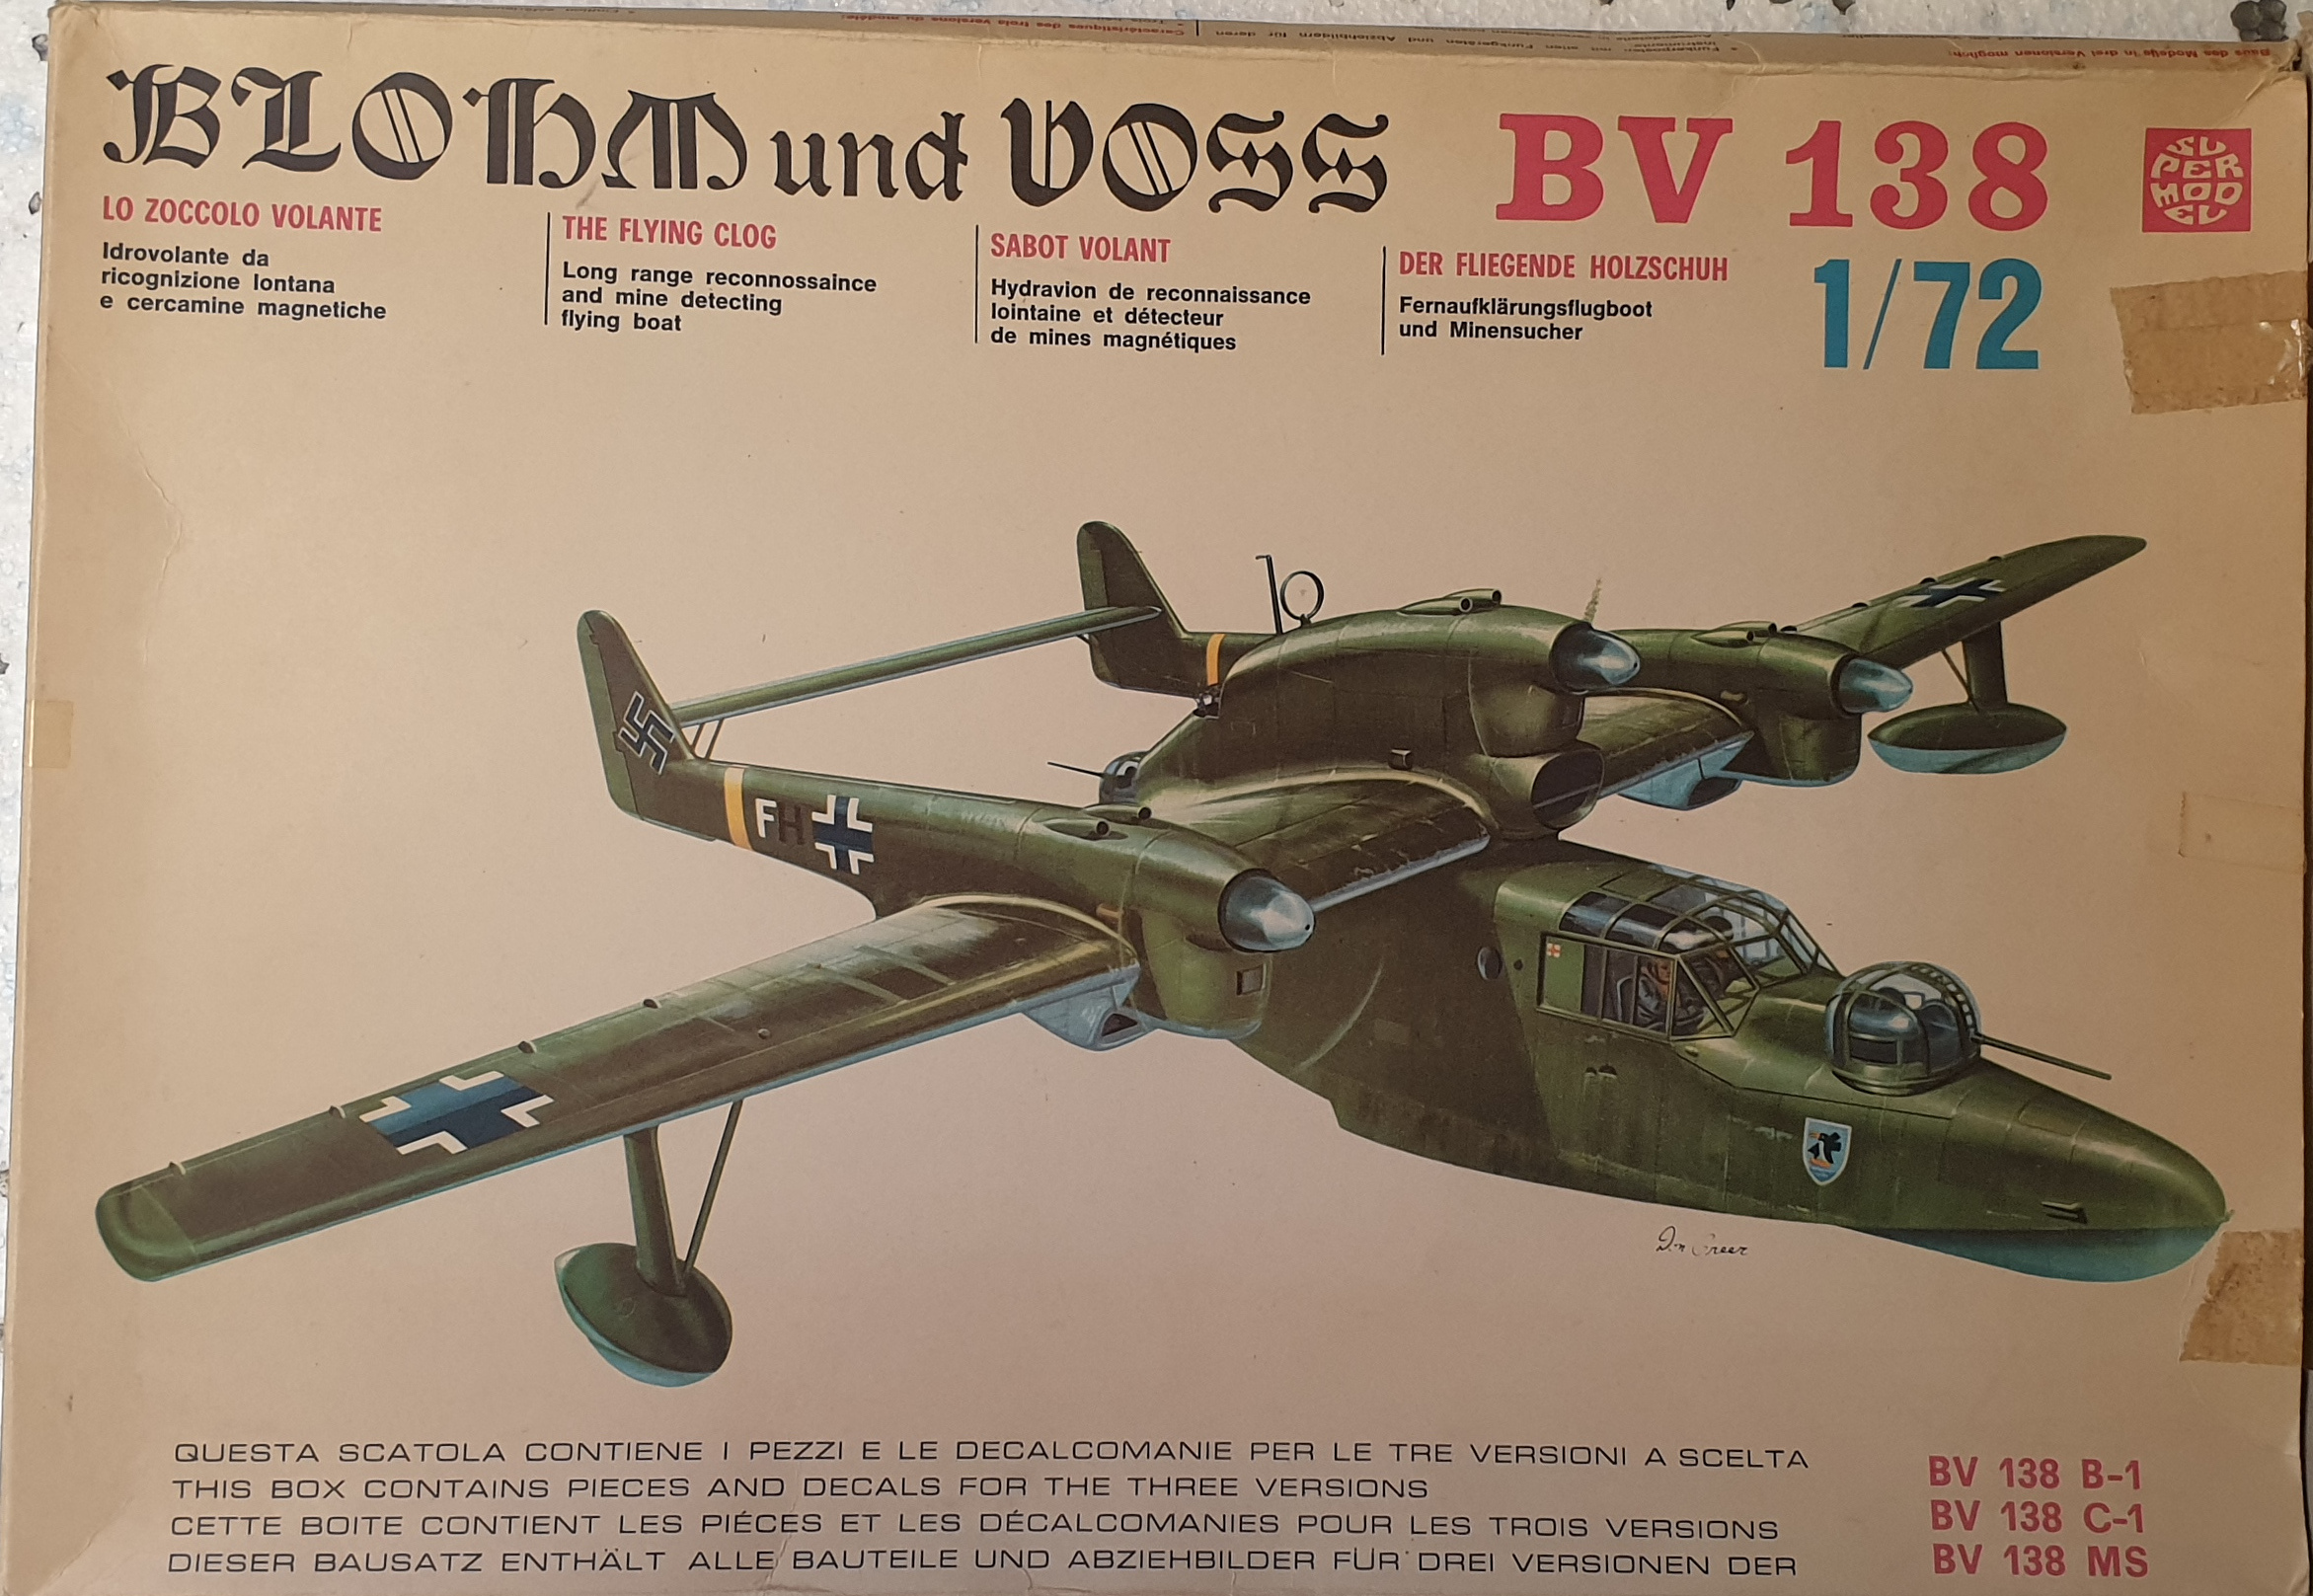 BLOHM und VOSS
BV 138
SUPER MODEL
1/72
LO ZOCCOLO VOLANTE
Idrovolante da
ricognizione lontana
e cercamine magnetiche
THE FLYING CLOG
Long range reconnossaince
and mine detecting
flying boat
SABOT VOLANT
Hydravion de reconnaissance
lointaine et détecteur
de mines magnétiques
DER FLIEGENDE HOLZSCHUH
Fernaufklärungsflugboot
und Minensucher
FH
Don Greer
QUESTA SCATOLA CONTIENE I PEZZI E LE DECALCOMANIE PER LE TRE VERSIONI A SCELTA
THIS BOX CONTAINS PIECES AND DECALS FOR THE THREE VERSIONS
CETTE BOITE CONTIENT LES PIÉCES ET LES DÉCALCOMANIES POUR LES TROIS VERSIONS
DIESER BAUSATZ ENTHÄLT ALLE BAUTEILE UND ABZIEHBILDER FÜR DREI VERSIONEN DER
BV 138 B-1
BV 138 C-1
BV 138 MS